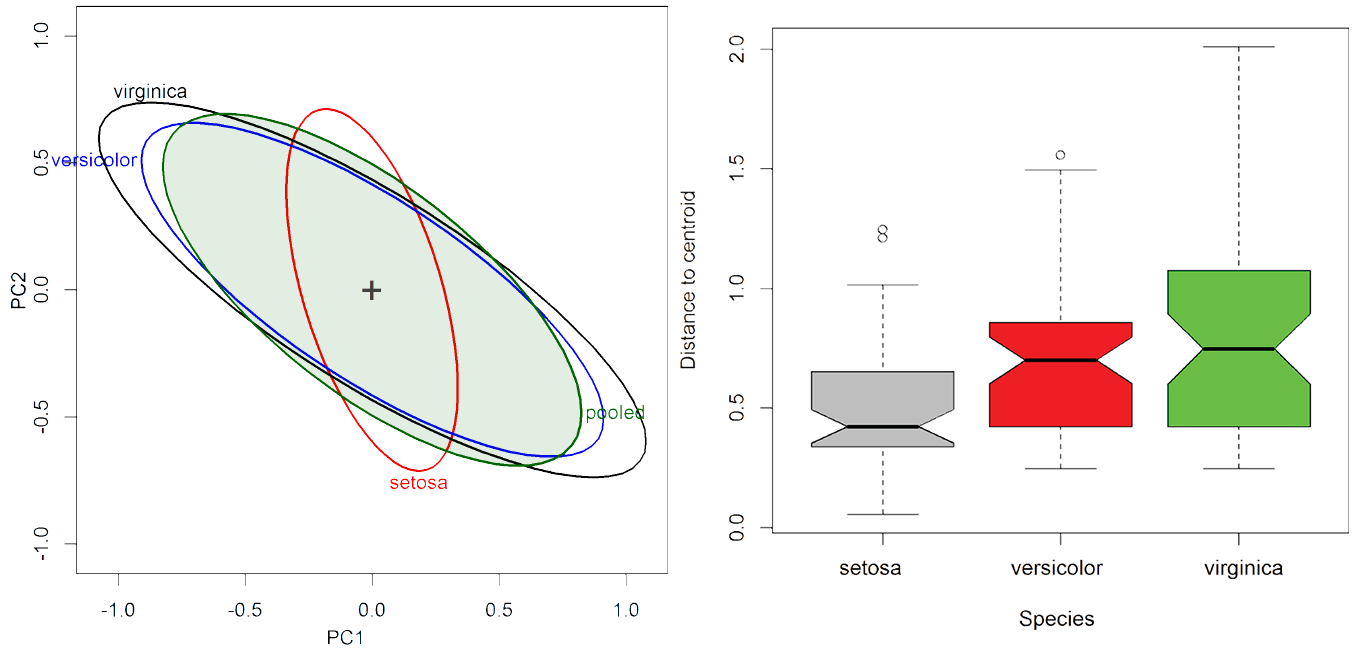 1.0
0.5
0.0
-0.5
-1.0
PC2
virginica
versicolor
pooled
setosa
-1.0 -0.5 0.0 0.5 1.0
PC1
2.0
1.5
1.0
0.5
0.0
Distance to centroid
setosa versicolor virginica
Species